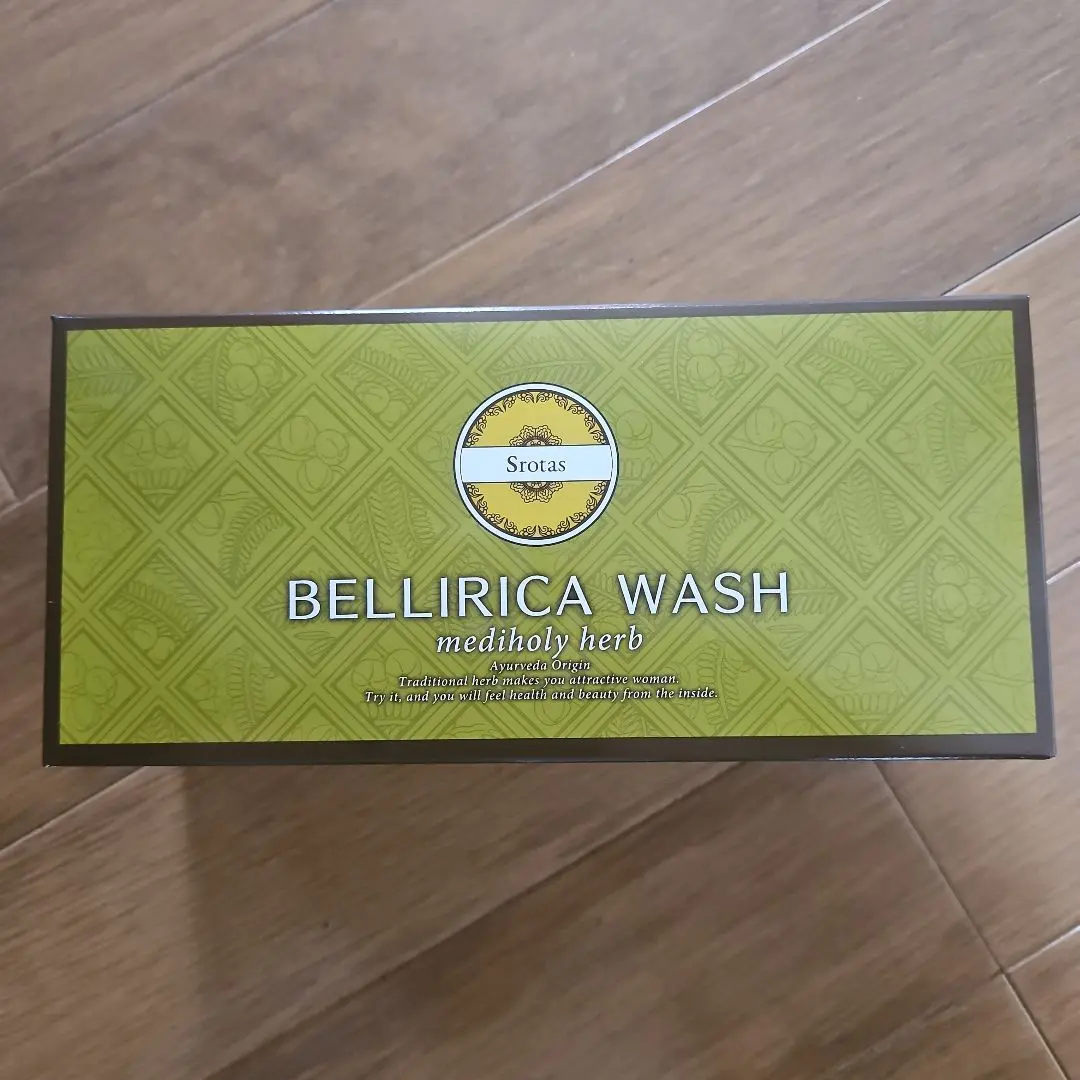 Srotas
BELLIRICA WASH
mediholy herb
Ayurveda Origin
Traditional herb makes you attractive woman.
Try it, and you will feel health and beauty from the inside.